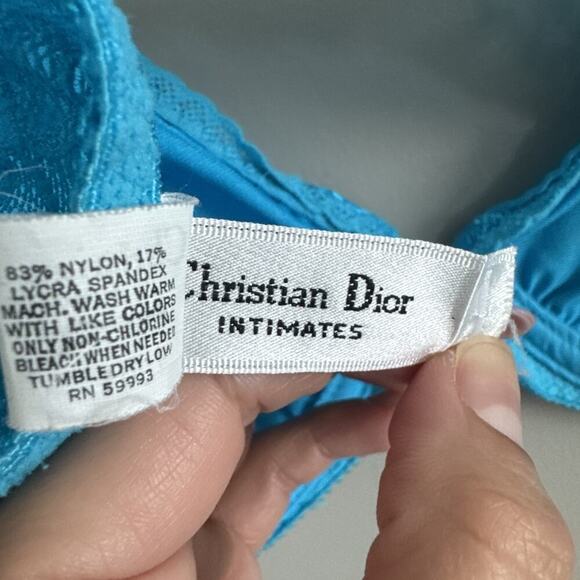 83% NYLON, 17%
LYCRA SPANDEX
MACH. WASH WARM
WITH LIKE COLORS
ONLY NON-CHLORINE
BLEACH WHEN NEEDED
TUMBLE DRY LOW
RN 59993
Christian Dior
INTIMATES